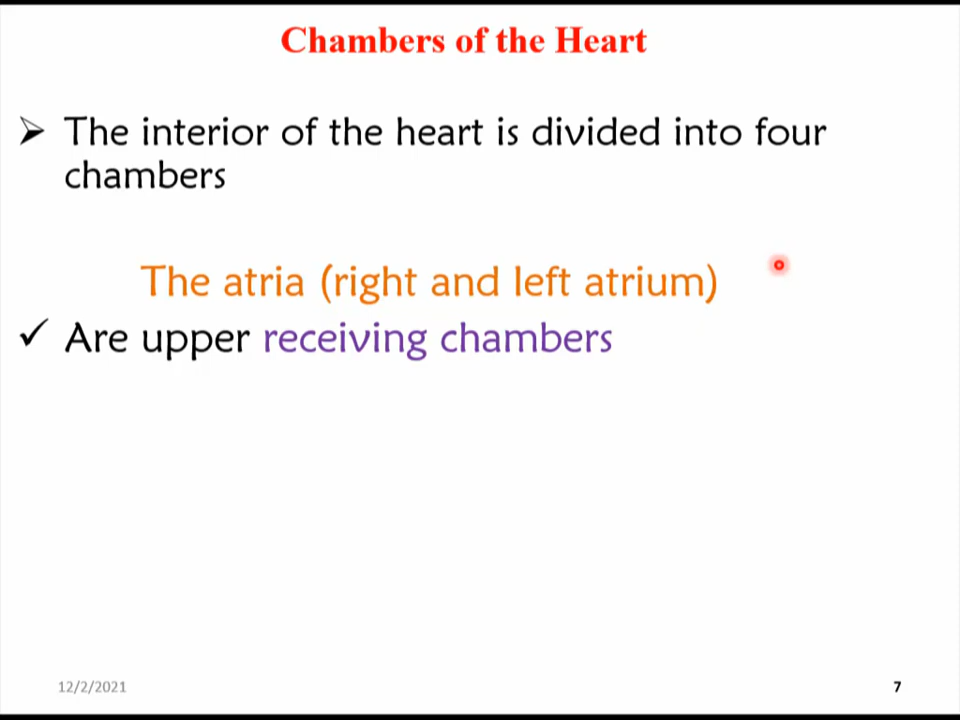 Chambers of the Heart
➢ The interior of the heart is divided into four
chambers
The atria (right and left atrium)
✓ Are upper receiving chambers
12/2/2021
7